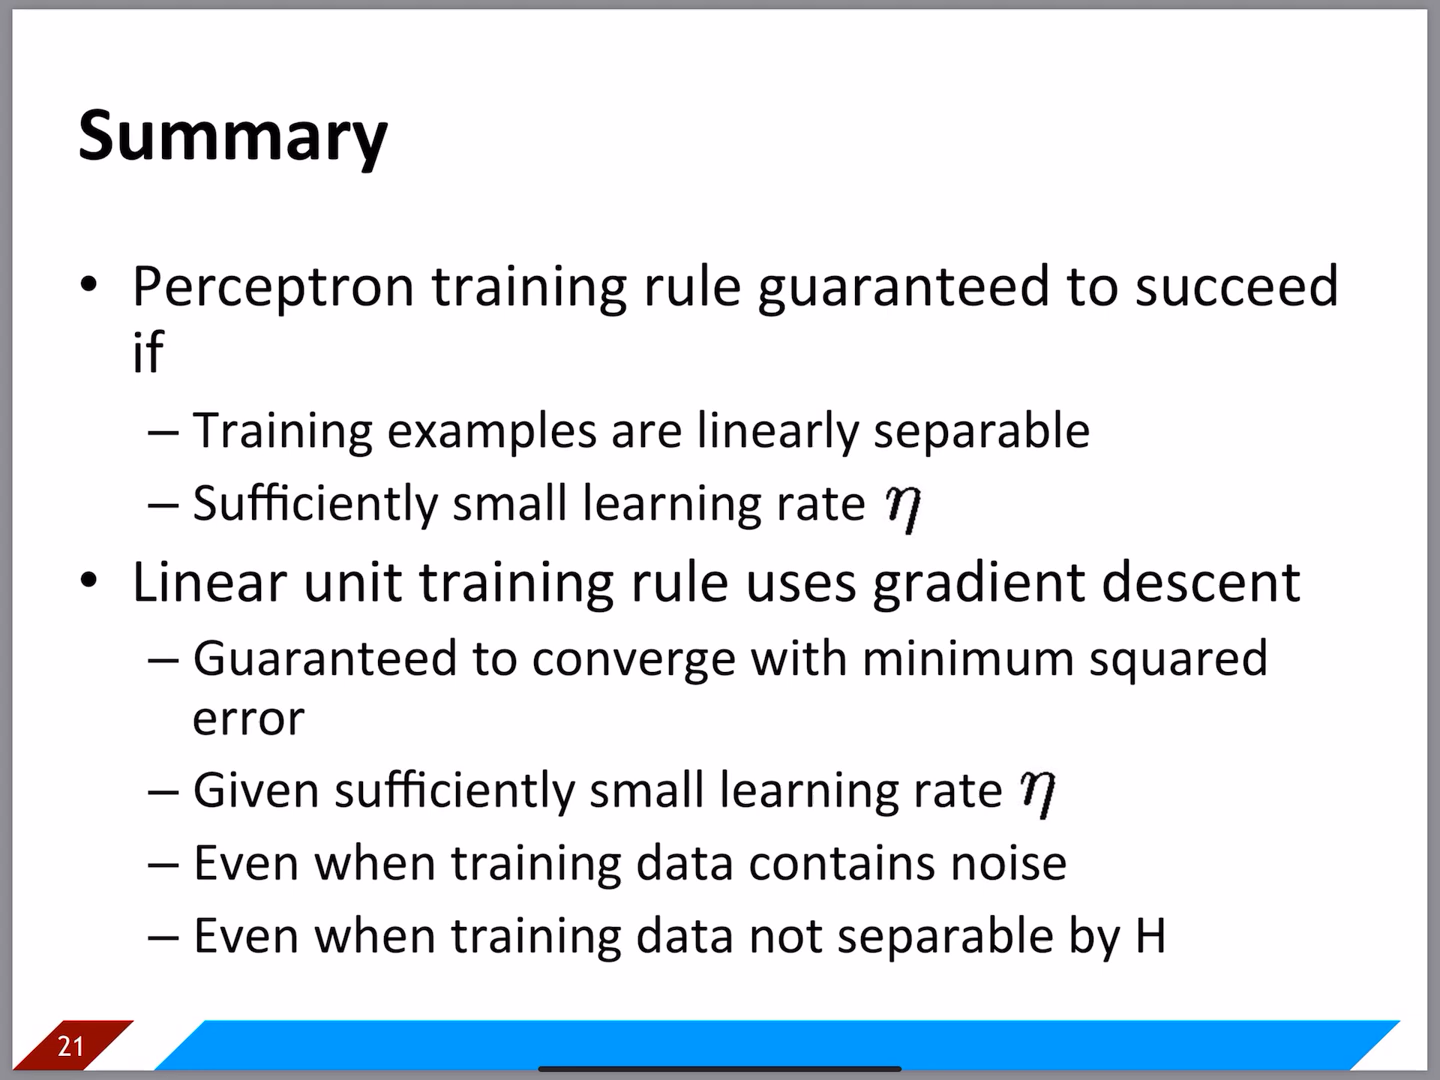 Summary
• Perceptron training rule guaranteed to succeed
if
– Training examples are linearly separable
– Sufficiently small learning rate η
• Linear unit training rule uses gradient descent
– Guaranteed to converge with minimum squared
error
– Given sufficiently small learning rate η
– Even when training data contains noise
– Even when training data not separable by H
21